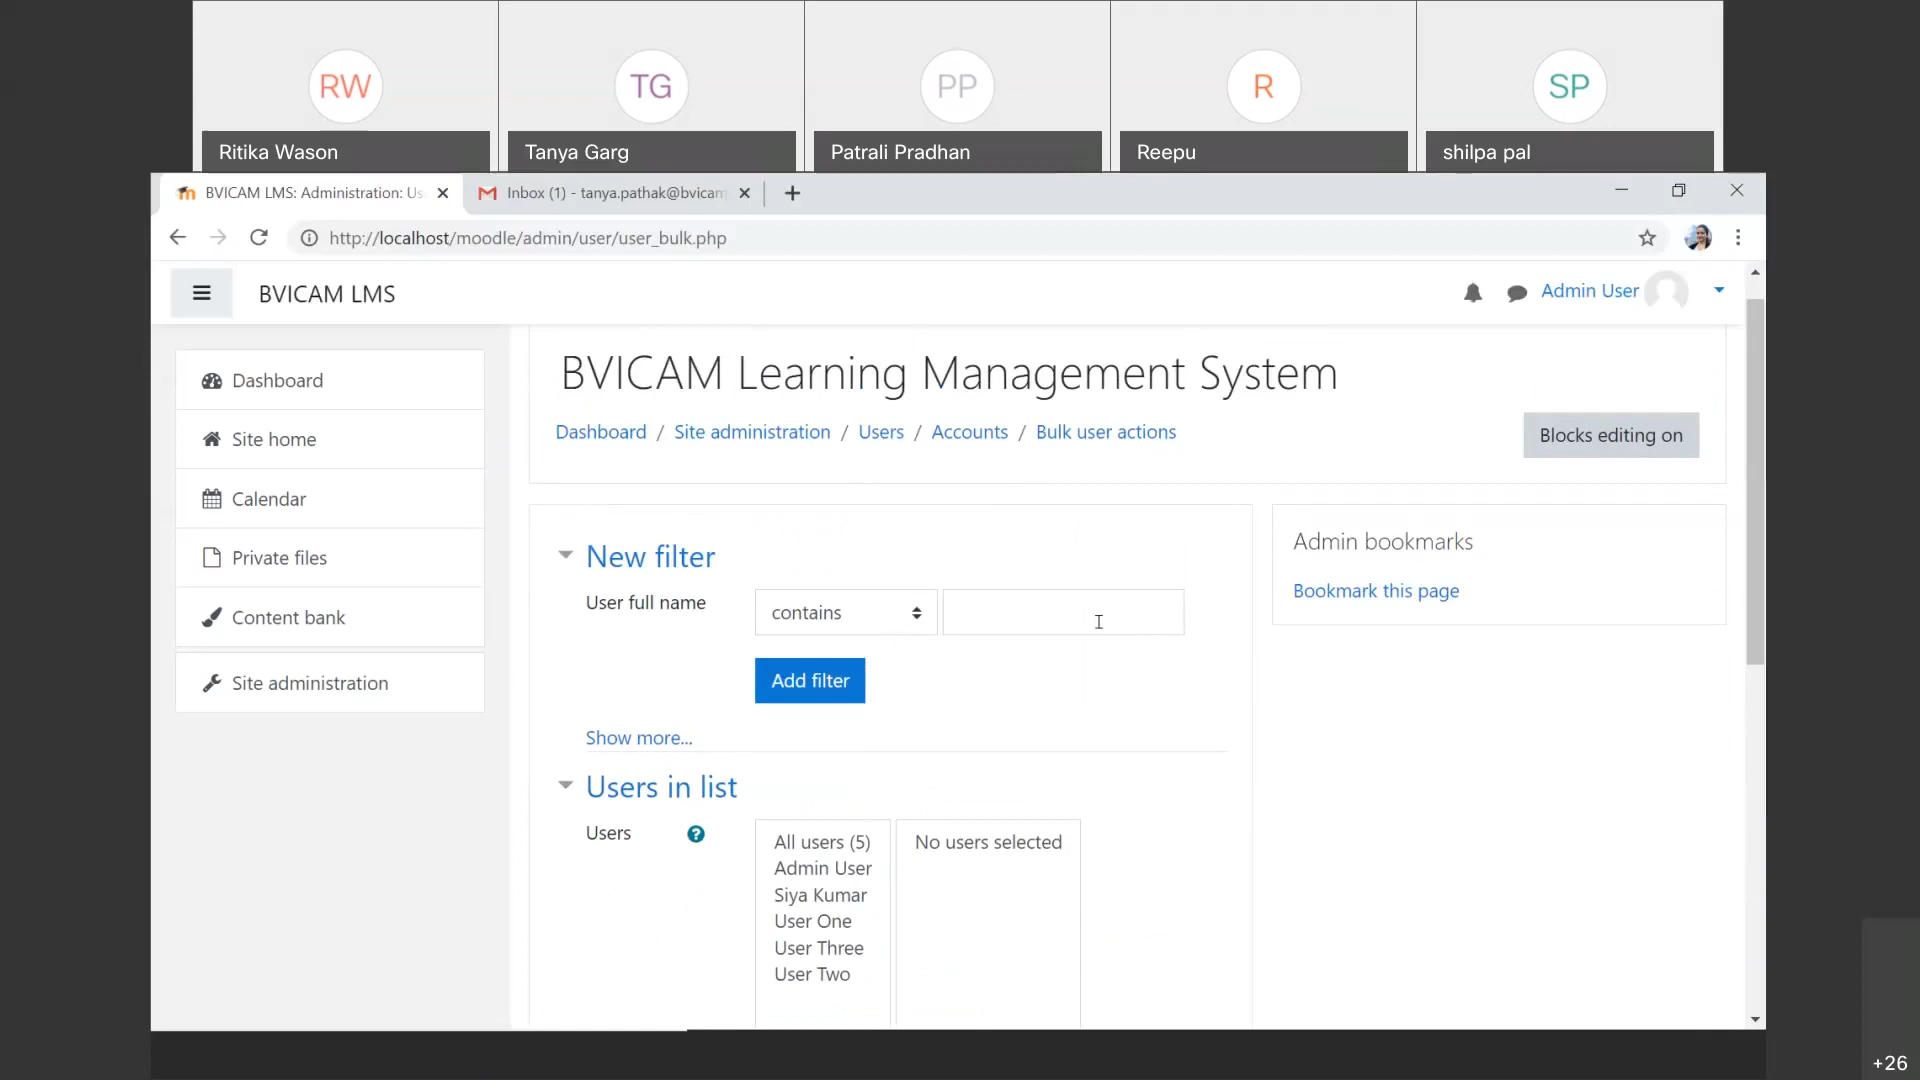 RW
TG
PP
R
SP
Ritika Wason
Tanya Garg
Patrali Pradhan
Reepu
shilpa pal
BVICAM LMS: Administration: Us
Inbox (1) - tanya.pathak@bvicam
http://localhost/moodle/admin/user/user_bulk.php
BVICAM LMS
Admin User
Dashboard
Site home
Calendar
Private files
Content bank
Site administration
BVICAM Learning Management System
Dashboard / Site administration / Users / Accounts / Bulk user actions
Blocks editing on
New filter
User full name
contains
Add filter
Show more...
Users in list
Users
All users (5)
Admin User
Siya Kumar
User One
User Three
User Two
No users selected
Admin bookmarks
Bookmark this page
+26